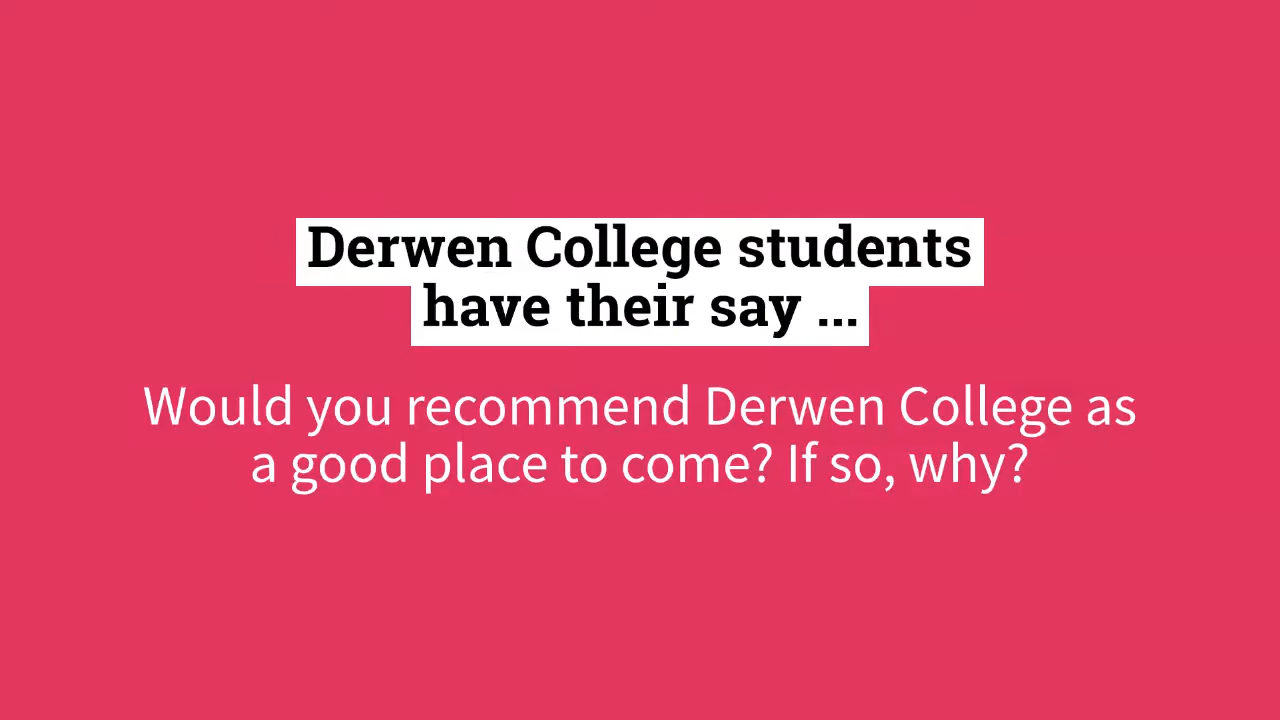 Derwen College students
have their say ...
Would you recommend Derwen College as
a good place to come? If so, why?